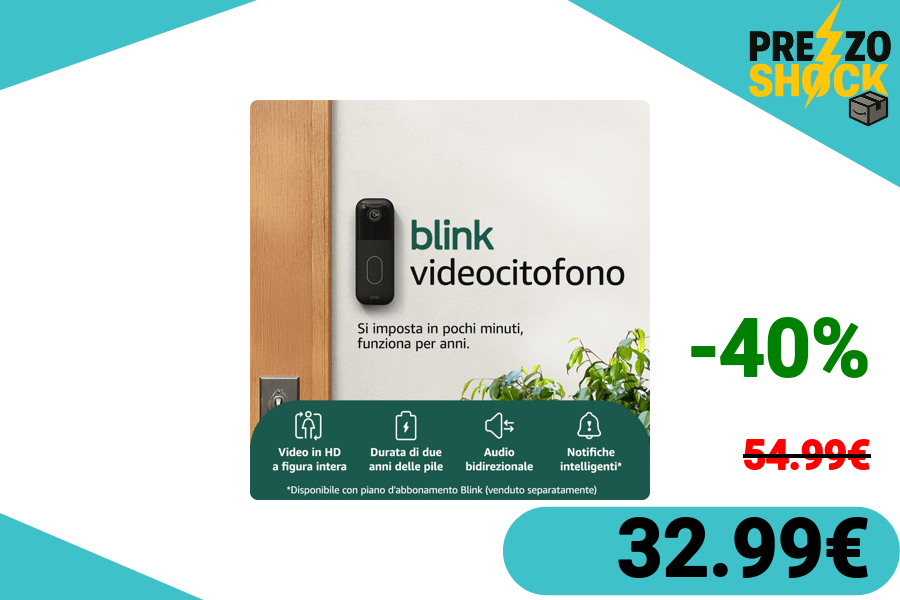 PREZZO
SHOCK
blink
videocitofono
Si imposta in pochi minuti,
funziona per anni.
Video in HD
a figura intera
Durata di due
anni delle pile
Audio
bidirezionale
Notifiche
intelligenti*
*Disponibile con piano d'abbonamento Blink (venduto separatamente)
-40%
54.99€
32.99€